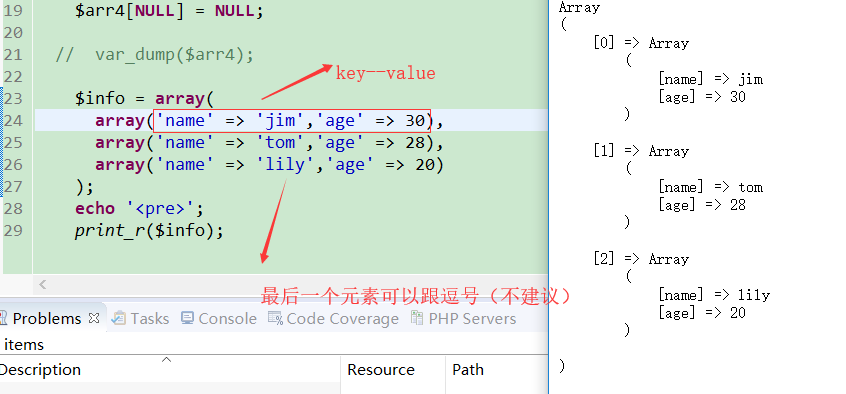 19 $arr4[NULL] = NULL;
20
21 // var_dump($arr4);
22
key--value
23 $info = array(
24 array('name' => 'jim','age' => 30),
25 array('name' => 'tom','age' => 28),
26 array('name' => 'lily','age' => 20)
27 );
28 echo '<pre>';
29 print_r($info);
最后一个元素可以跟逗号（不建议）
Problems Tasks Console Code Coverage PHP Servers
items
Description Resource Path
Array
(
[0] => Array
(
[name] => jim
[age] => 30
)
[1] => Array
(
[name] => tom
[age] => 28
)
[2] => Array
(
[name] => lily
[age] => 20
)
)